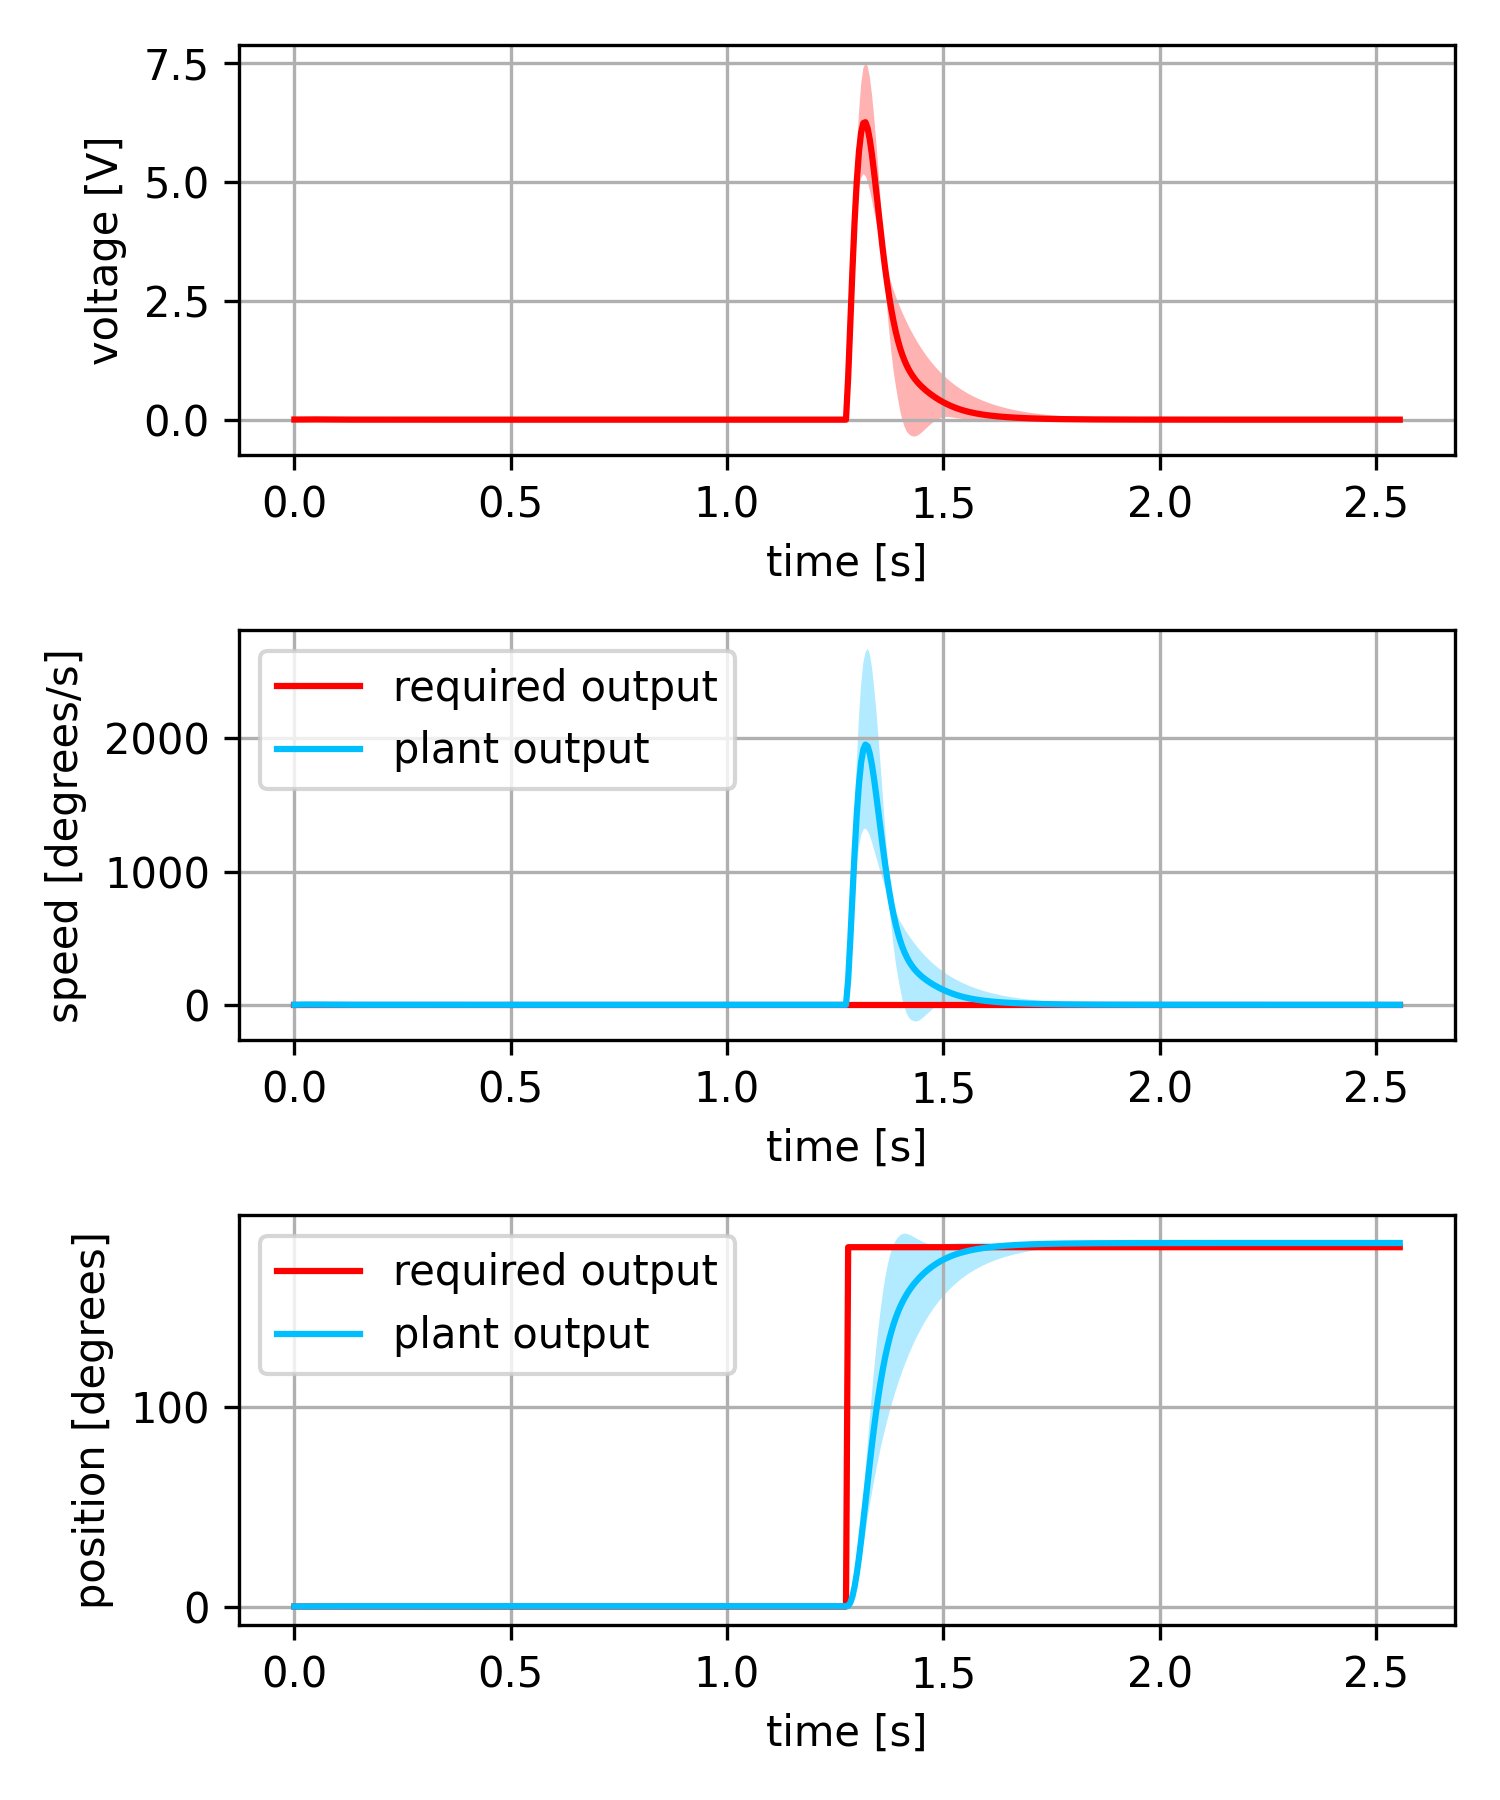 7.5
5.0
2.5
0.0
voltage [V]
0.0 0.5 1.0 1.5 2.0 2.5
time [s]
required output
plant output
2000
1000
0
speed [degrees/s]
0.0 0.5 1.0 1.5 2.0 2.5
time [s]
required output
plant output
100
0
position [degrees]
0.0 0.5 1.0 1.5 2.0 2.5
time [s]